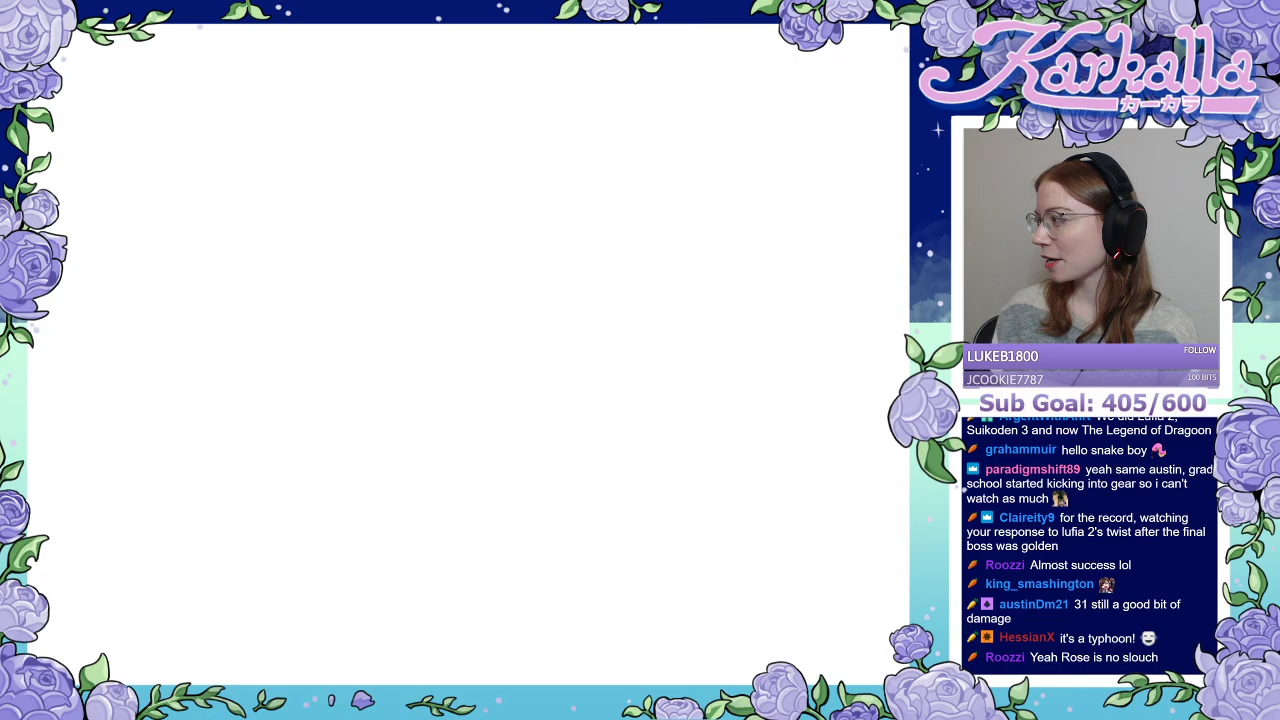 Karkalla
カーカラ
LUKEB1800
FOLLOW
JCOOKIE7787
100 BITS
Sub Goal: 405/600
Suikoden 3 and now The Legend of Dragoon
grahammuir hello snake boy
paradigmshift89 yeah same austin, grad
school started kicking into gear so i can't
watch as much
Claireity9 for the record, watching
your response to lufia 2's twist after the final
boss was golden
Roozzi Almost success lol
king_smashington
austinDm21 31 still a good bit of
damage
HessianX it's a typhoon!
Roozzi Yeah Rose is no slouch